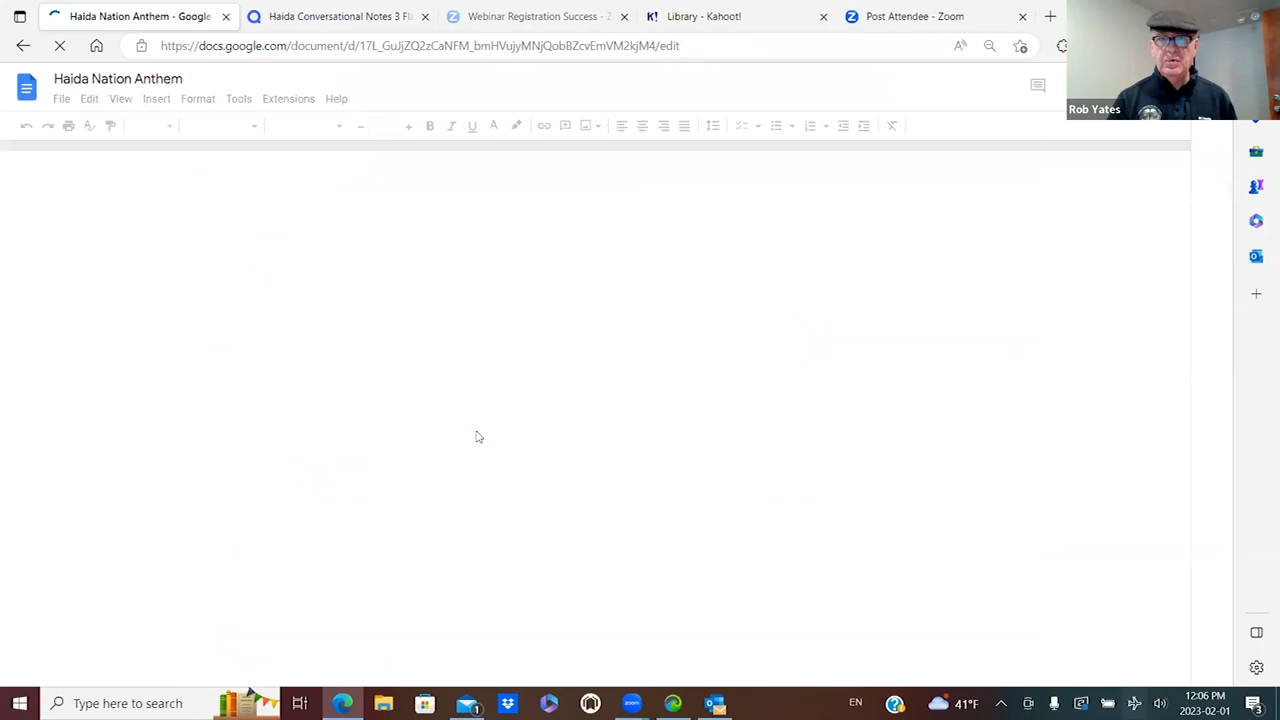 Haida Nation Anthem - Google
Haida Conversational Notes 3 Fl
Webinar Registration Success - Z
K! Library - Kahoot!
Post Attendee - Zoom
https://docs.google.com/document/d/17L_GuJjZQ2zCaNFM_bmHVujyMNjQobBZcvEmVM2kjM4/edit
Haida Nation Anthem
File Edit View Insert Format Tools Extensions Help
Rob Yates
Type here to search
EN
41°F
12:06 PM
2023-02-01